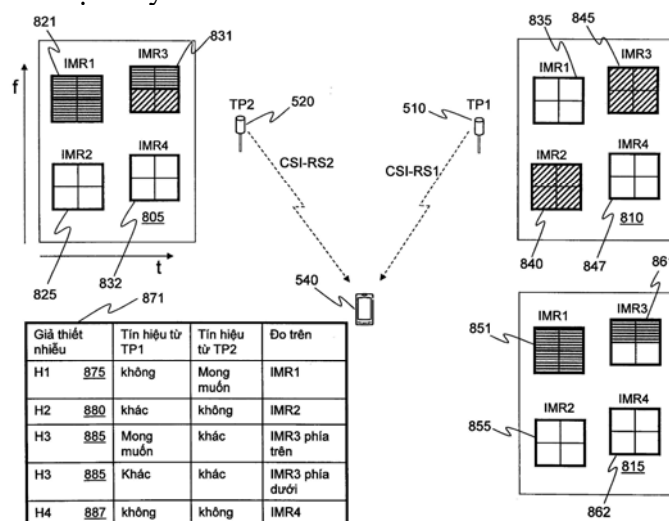 821
IMR1
IMR3
831
f
IMR2
IMR4
805
t
825
832
TP2
520
CSI-RS2
510
TP1
CSI-RS1
540
835
845
IMR1
IMR3
IMR2
IMR4
810
840
847
851
IMR1
IMR3
855
IMR2
IMR4
815
862
871
Giả thiết nhiễu
Tín hiệu từ TP1
Tín hiệu từ TP2
Đo trên
H1 875 không Mong muốn IMR1
H2 880 khác không IMR2
H3 885 Mong muốn khác IMR3 phía trên
H3 885 Khác khác IMR3 phía dưới
H4 887 không không IMR4